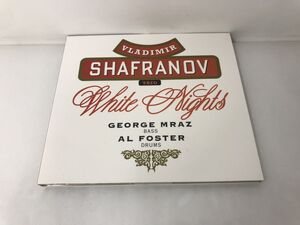 VLADIMIR
SHAFRANOV
TRIO
White Nights
GEORGE MRAZ
BASS
AL FOSTER
DRUMS